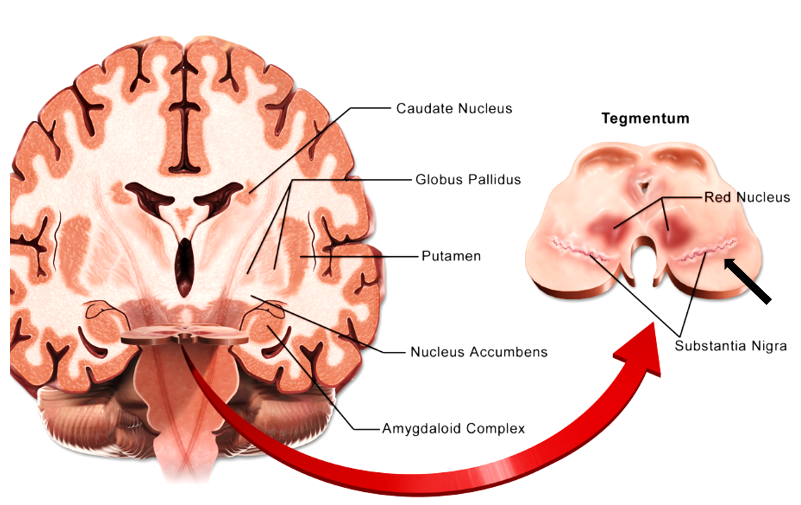 Caudate Nucleus
Tegmentum
Globus Pallidus
Red Nucleus
Putamen
Substantia Nigra
Nucleus Accumbens
Amygdaloid Complex